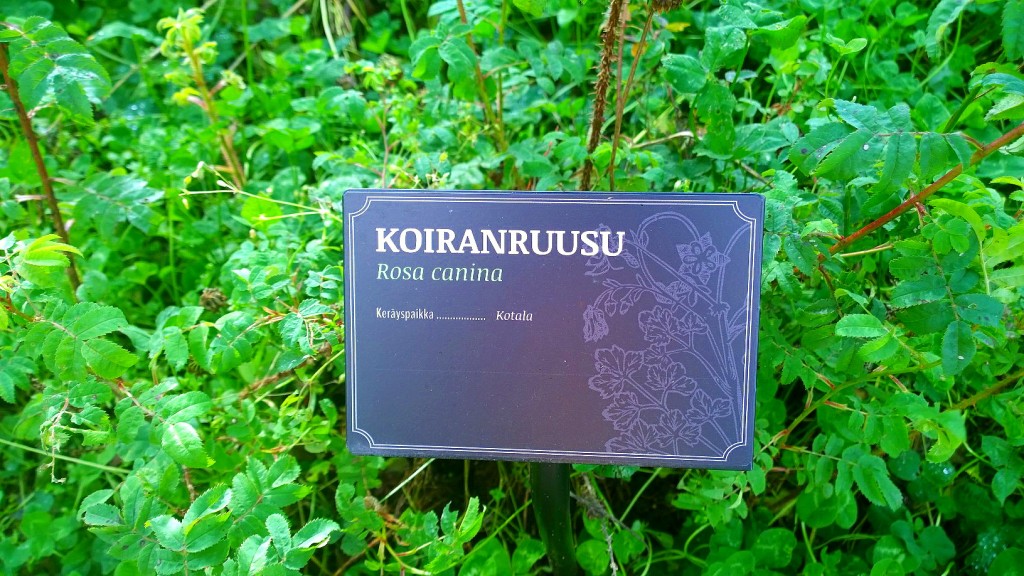 KOIRANRUUSU
Rosa canina
Keräyspaikka .................. Kotala